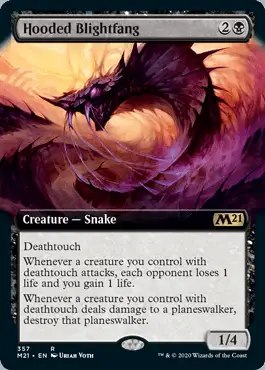 Hooded Blightfang 2
Creature — Snake M21
Deathtouch
Whenever a creature you control with
deathtouch attacks, each opponent loses 1
life and you gain 1 life.
Whenever a creature you control with
deathtouch deals damage to a planeswalker,
destroy that planeswalker.
1/4
357 R
M21 • EN Uriah Voth ™ & © 2020 Wizards of the Coast